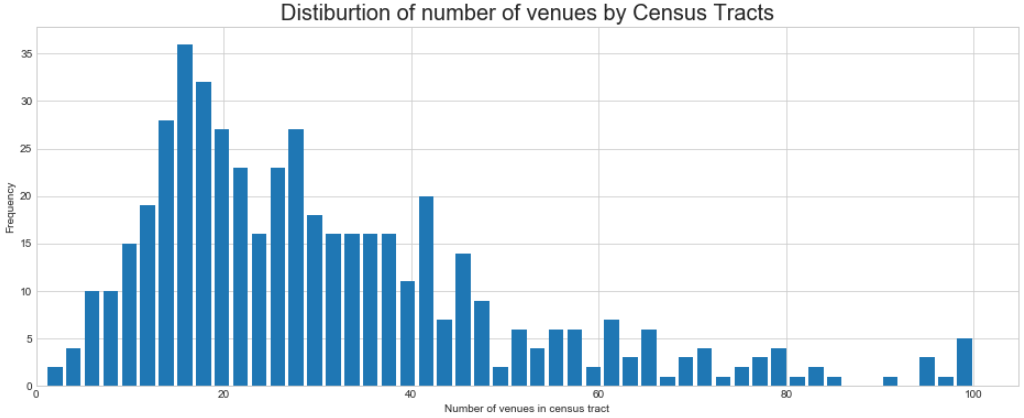 Distiburtion of number of venues by Census Tracts
35
30
25
20
15
10
5
0
Frequency
0 20 40 60 80 100
Number of venues in census tract